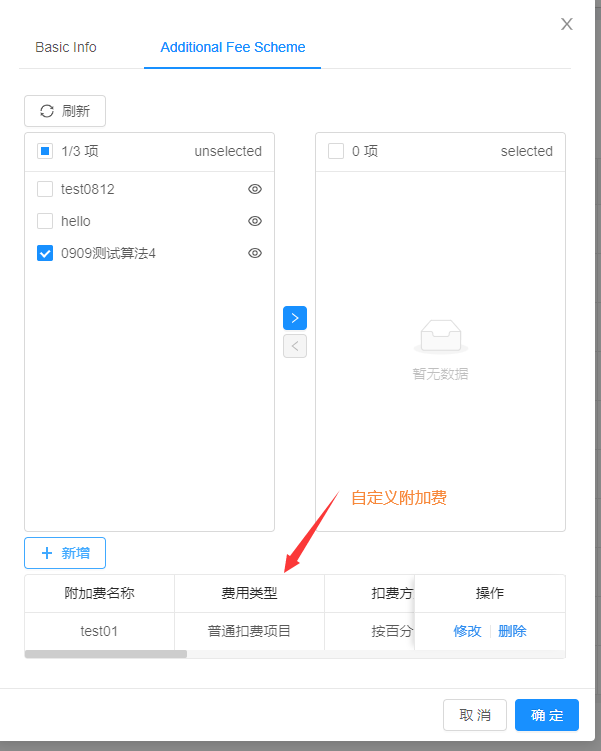 Basic Info
Additional Fee Scheme
刷新
1/3 项
unselected
0 项
selected
test0812
hello
0909测试算法4
暂无数据
自定义附加费
新增
附加费名称
费用类型
扣费方
操作
test01
普通扣费项目
按百分
修改
删除
取 消
确 定